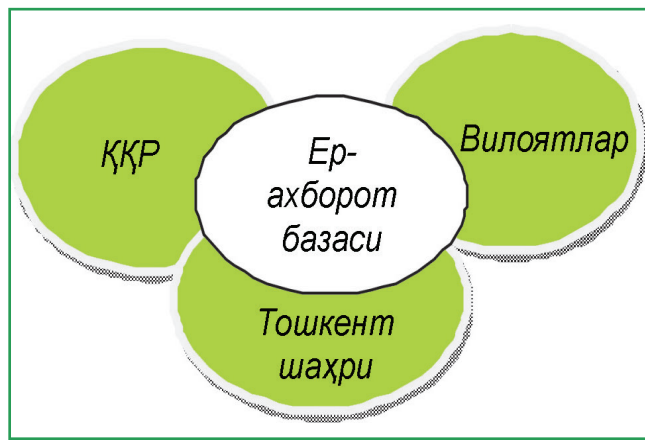 ҚҚР
Ер-
ахборот
базаси
Вилоятлар
Тошкент
шаҳри